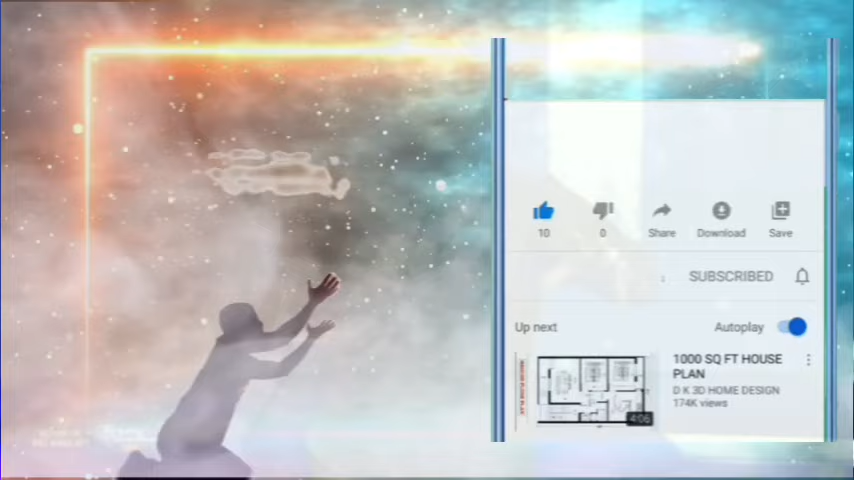 10
0
Share
Download
Save
SUBSCRIBED
Up next
Autoplay
1000 SQ FT HOUSE
PLAN
D K 3D HOME DESIGN
174K views
4:06